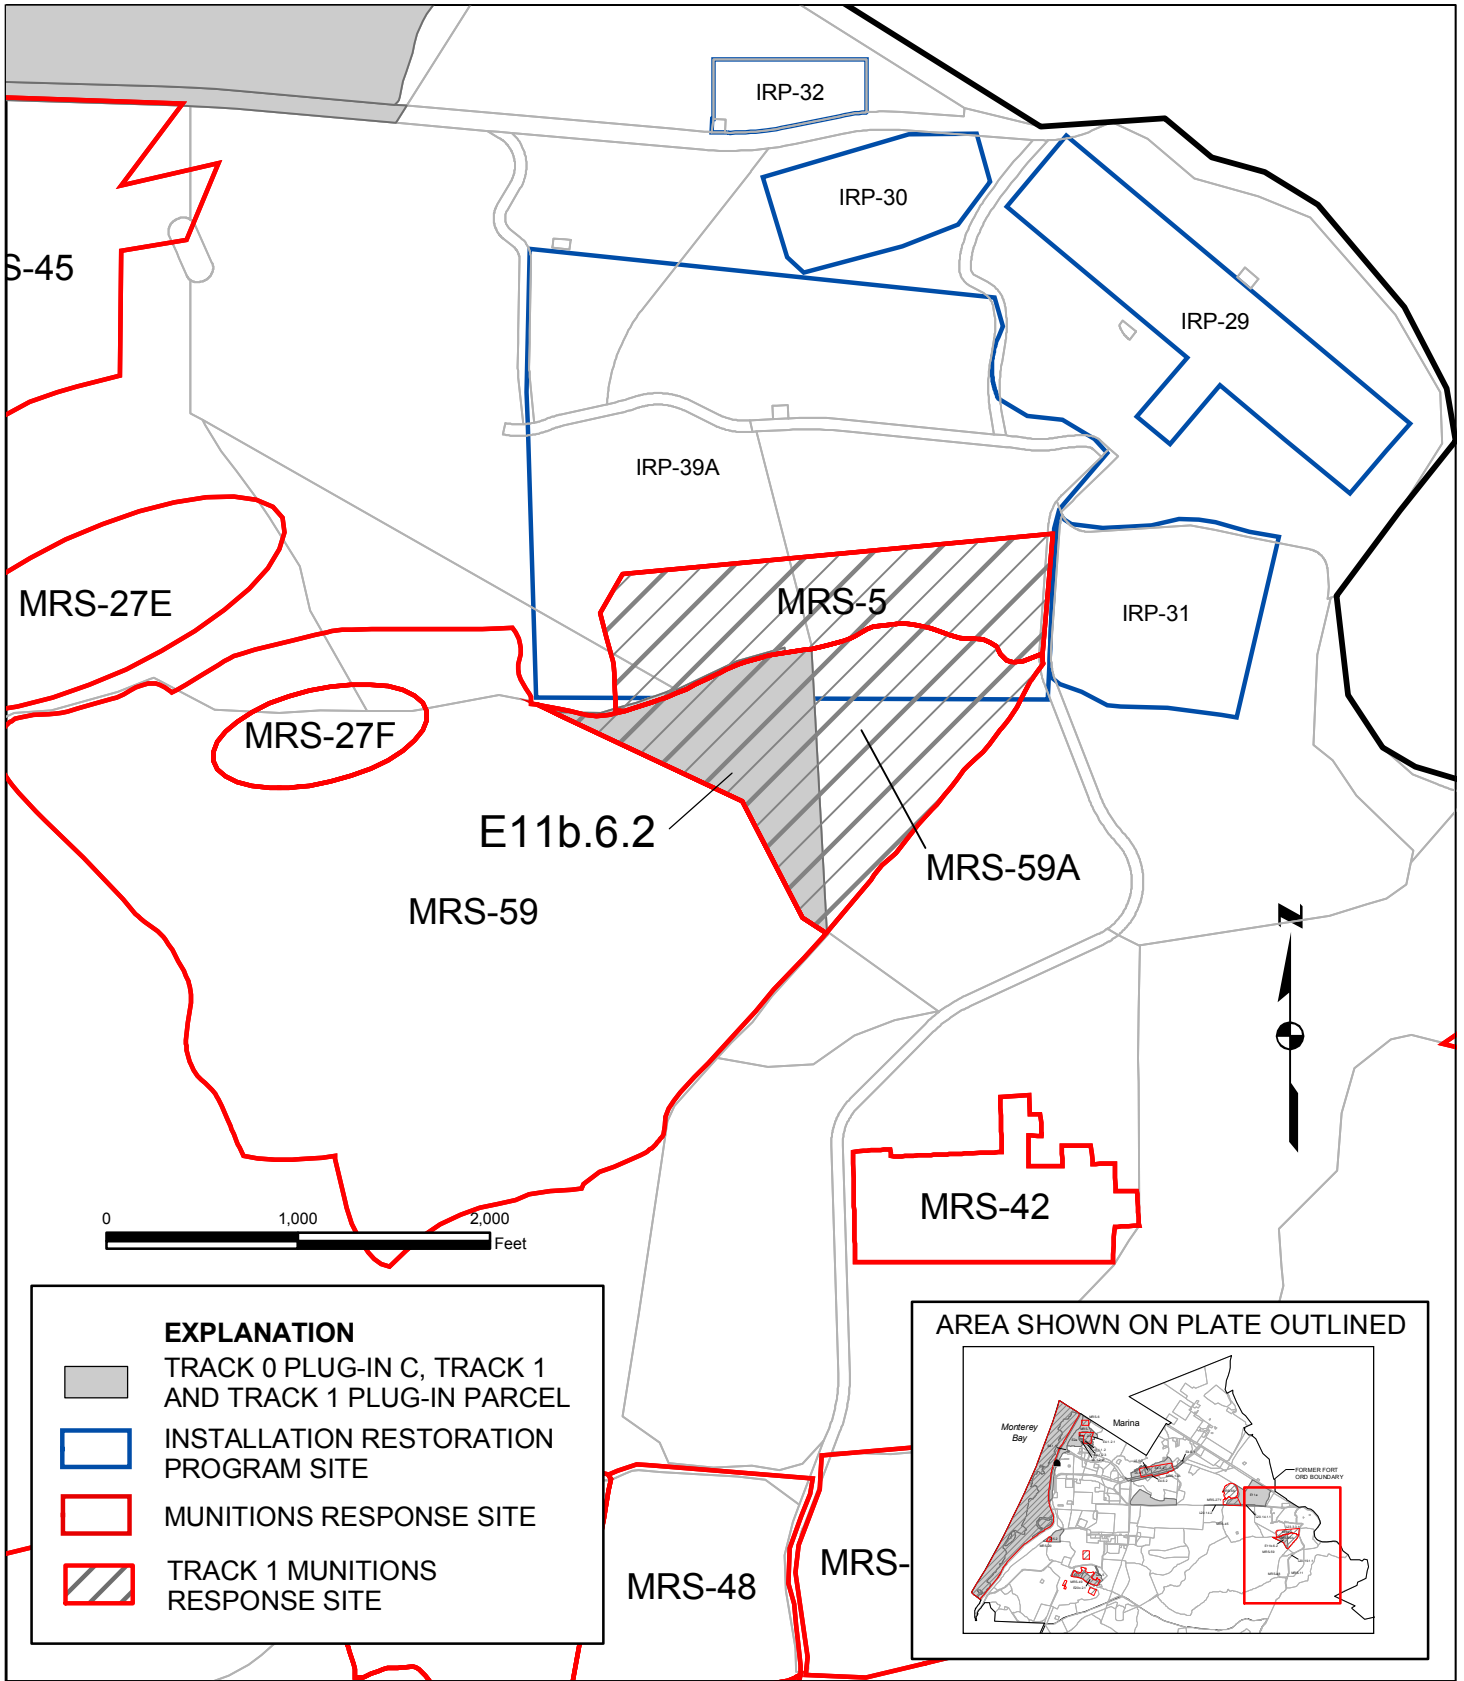 IRP-32
IRP-30
IRP-29
S-45
IRP-39A
MRS-27E
MRS-5
IRP-31
MRS-27F
E11b.6.2
MRS-59A
MRS-59
N
MRS-42
0 1,000 2,000
Feet
EXPLANATION
TRACK 0 PLUG-IN C, TRACK 1
AND TRACK 1 PLUG-IN PARCEL
INSTALLATION RESTORATION
PROGRAM SITE
MUNITIONS RESPONSE SITE
TRACK 1 MUNITIONS
RESPONSE SITE
MRS-48
MRS-
AREA SHOWN ON PLATE OUTLINED
Monterey
Bay
Marina
FORMER FORT
ORD BOUNDARY